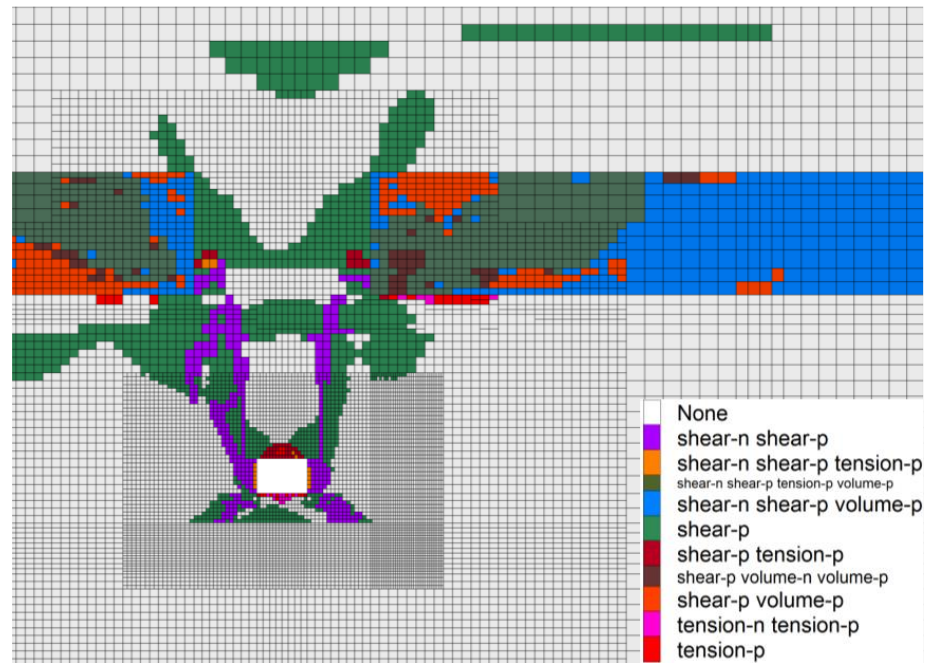 None
shear-n shear-p
shear-n shear-p tension-p
shear-n shear-p tension-p volume-p
shear-n shear-p volume-p
shear-p
shear-p tension-p
shear-p volume-n volume-p
shear-p volume-p
tension-n tension-p
tension-p